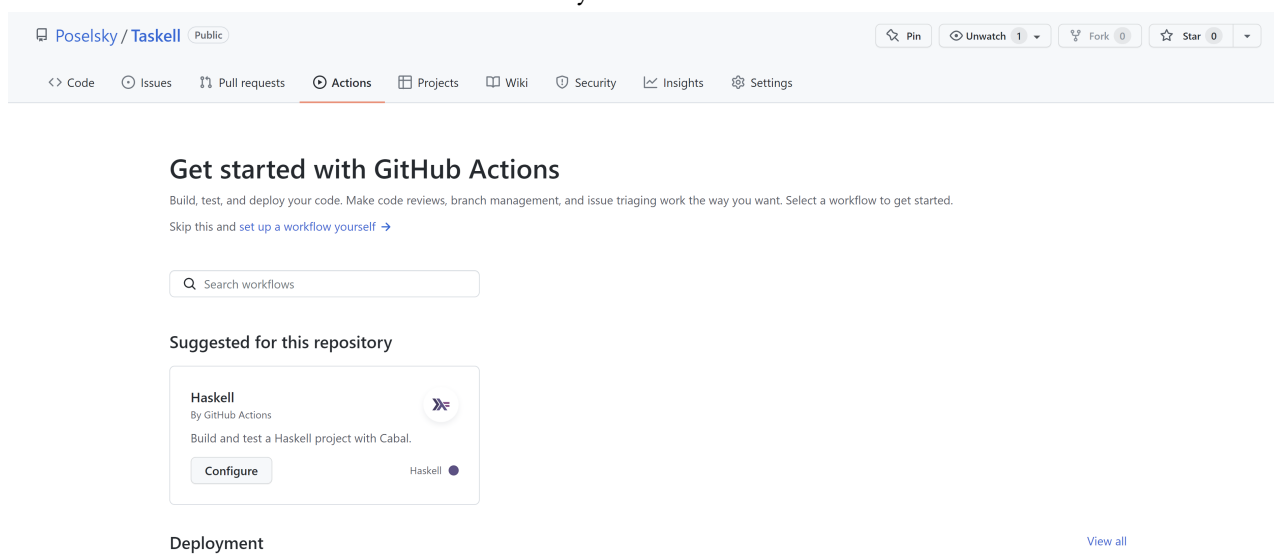 Poselsky / Taskell Public Pin Unwatch 1 Fork 0 Star 0
Code Issues Pull requests Actions Projects Wiki Security Insights Settings
Get started with GitHub Actions
Build, test, and deploy your code. Make code reviews, branch management, and issue triaging work the way you want. Select a workflow to get started.
Skip this and set up a workflow yourself →
Search workflows
Suggested for this repository
Haskell
By GitHub Actions
Build and test a Haskell project with Cabal.
Configure Haskell
Deployment View all